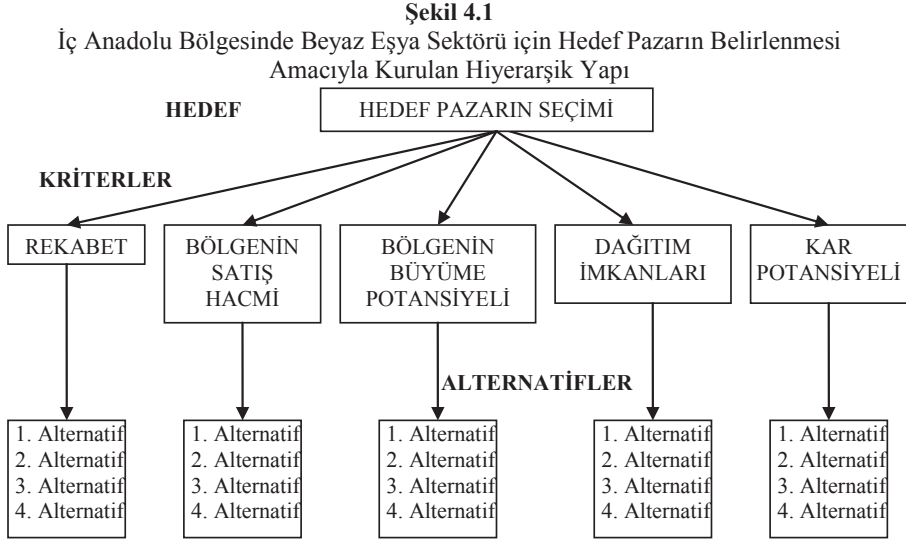 Şekil 4.1
İç Anadolu Bölgesinde Beyaz Eşya Sektörü için Hedef Pazarın Belirlenmesi
Amacıyla Kurulan Hiyerarşik Yapı
HEDEF
HEDEF PAZARIN SEÇİMİ
KRİTERLER
REKABET
BÖLGENİN
SATIŞ
HACMİ
BÖLGENİN
BÜYÜME
POTANSİYELİ
DAĞITIM
İMKANLARI
KAR
POTANSİYELİ
ALTERNATİFLER
1. Alternatif
2. Alternatif
3. Alternatif
4. Alternatif
1. Alternatif
2. Alternatif
3. Alternatif
4. Alternatif
1. Alternatif
2. Alternatif
3. Alternatif
4. Alternatif
1. Alternatif
2. Alternatif
3. Alternatif
4. Alternatif
1. Alternatif
2. Alternatif
3. Alternatif
4. Alternatif